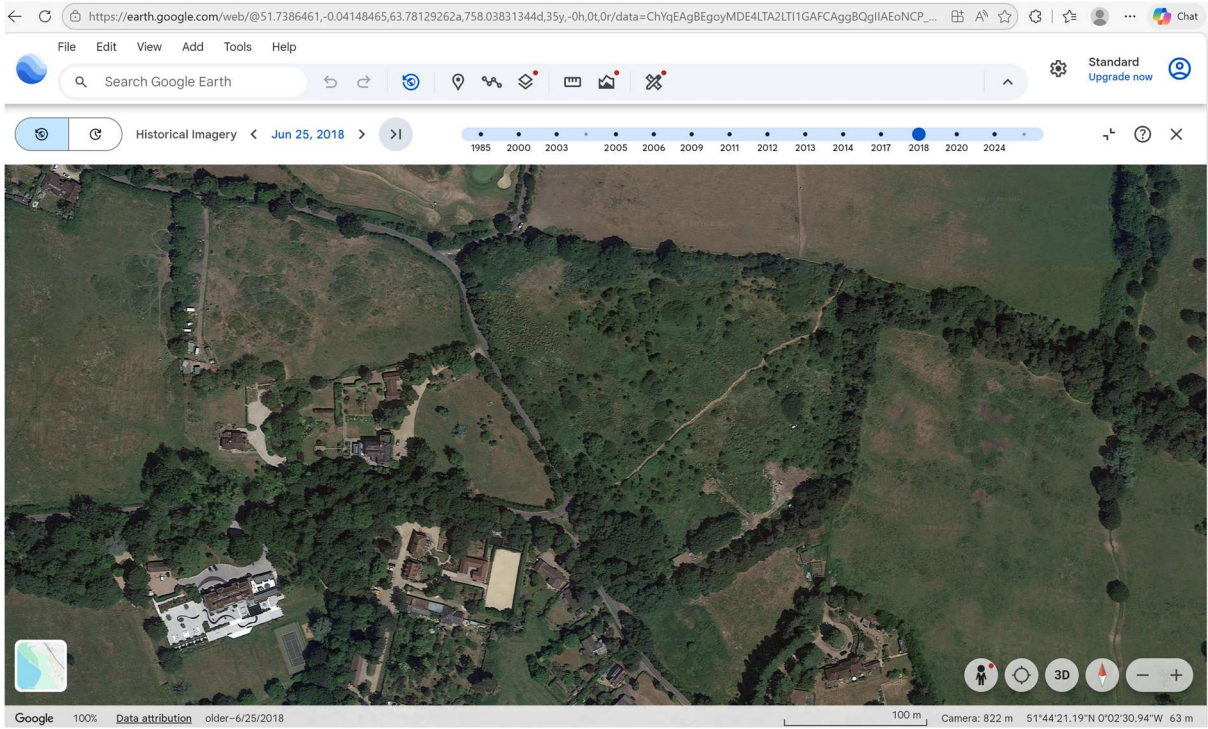 https://earth.google.com/web/@51.7386461,-0.04148465,63.78129262a,758.03831344d,35y,-0h,0t,0r/data=ChYqEAgBEgoyMDE4LTA2LTI1GAFCAggBQgIIAEoNCP_...
Chat
File Edit View Add Tools Help
Search Google Earth
Standard
Upgrade now
Historical Imagery Jun 25, 2018
1985 2000 2003 2005 2006 2009 2011 2012 2013 2014 2017 2018 2020 2024
3D
Google 100% Data attribution older–6/25/2018 100 m Camera: 822 m 51°44'21.19"N 0°02'30.94"W 63 m